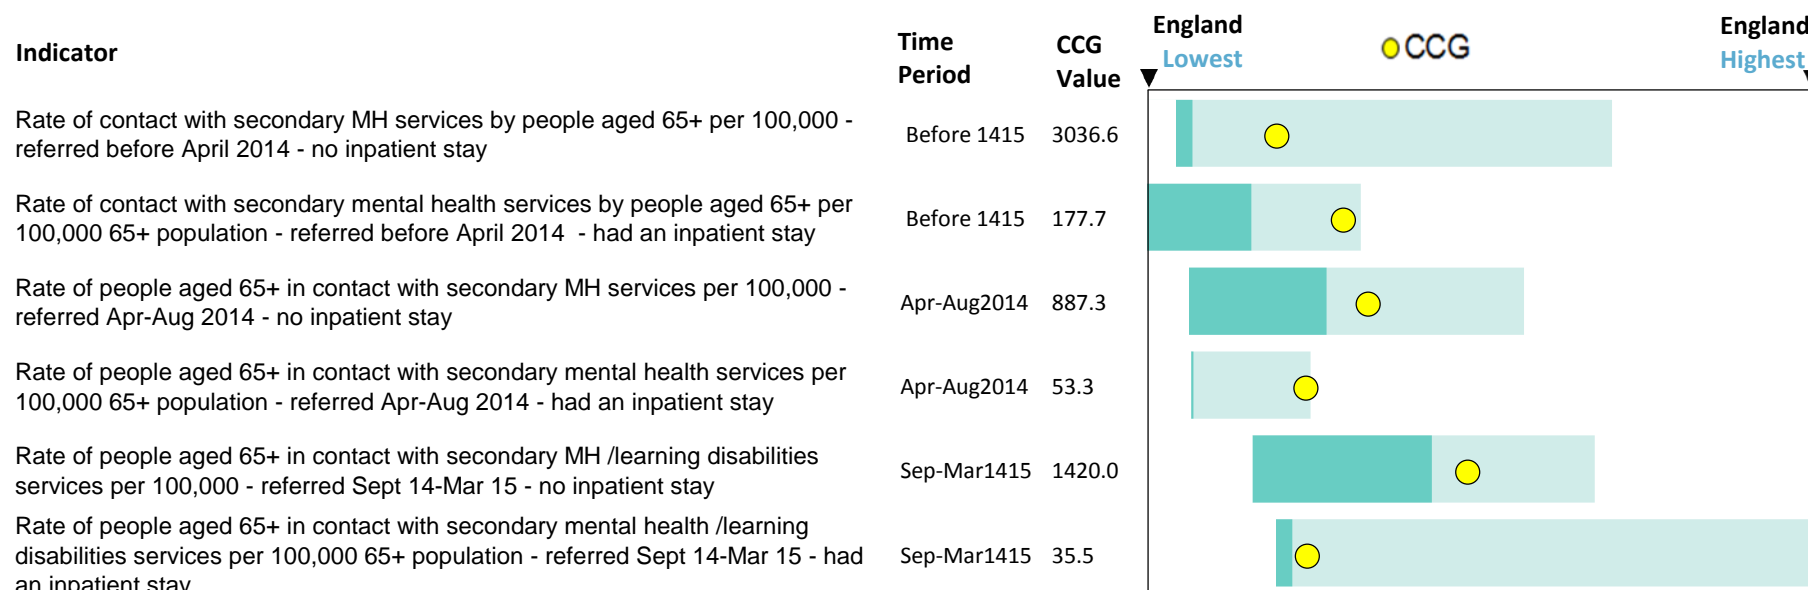 Indicator
Time Period
CCG Value
England Lowest
CCG
England Highest
Rate of contact with secondary MH services by people aged 65+ per 100,000 -
referred before April 2014 - no inpatient stay
Before 1415 3036.6
Rate of contact with secondary mental health services by people aged 65+ per
100,000 65+ population - referred before April 2014  - had an inpatient stay
Before 1415 177.7
Rate of people aged 65+ in contact with secondary MH services per 100,000 -
referred Apr-Aug 2014 - no inpatient stay
Apr-Aug2014 887.3
Rate of people aged 65+ in contact with secondary mental health services per
100,000 65+ population - referred Apr-Aug 2014 - had an inpatient stay
Apr-Aug2014 53.3
Rate of people aged 65+ in contact with secondary MH /learning disabilities
services per 100,000 - referred Sept 14-Mar 15 - no inpatient stay
Sep-Mar1415 1420.0
Rate of people aged 65+ in contact with secondary mental health /learning
disabilities services per 100,000 65+ population - referred Sept 14-Mar 15 - had
an inpatient stay
Sep-Mar1415 35.5